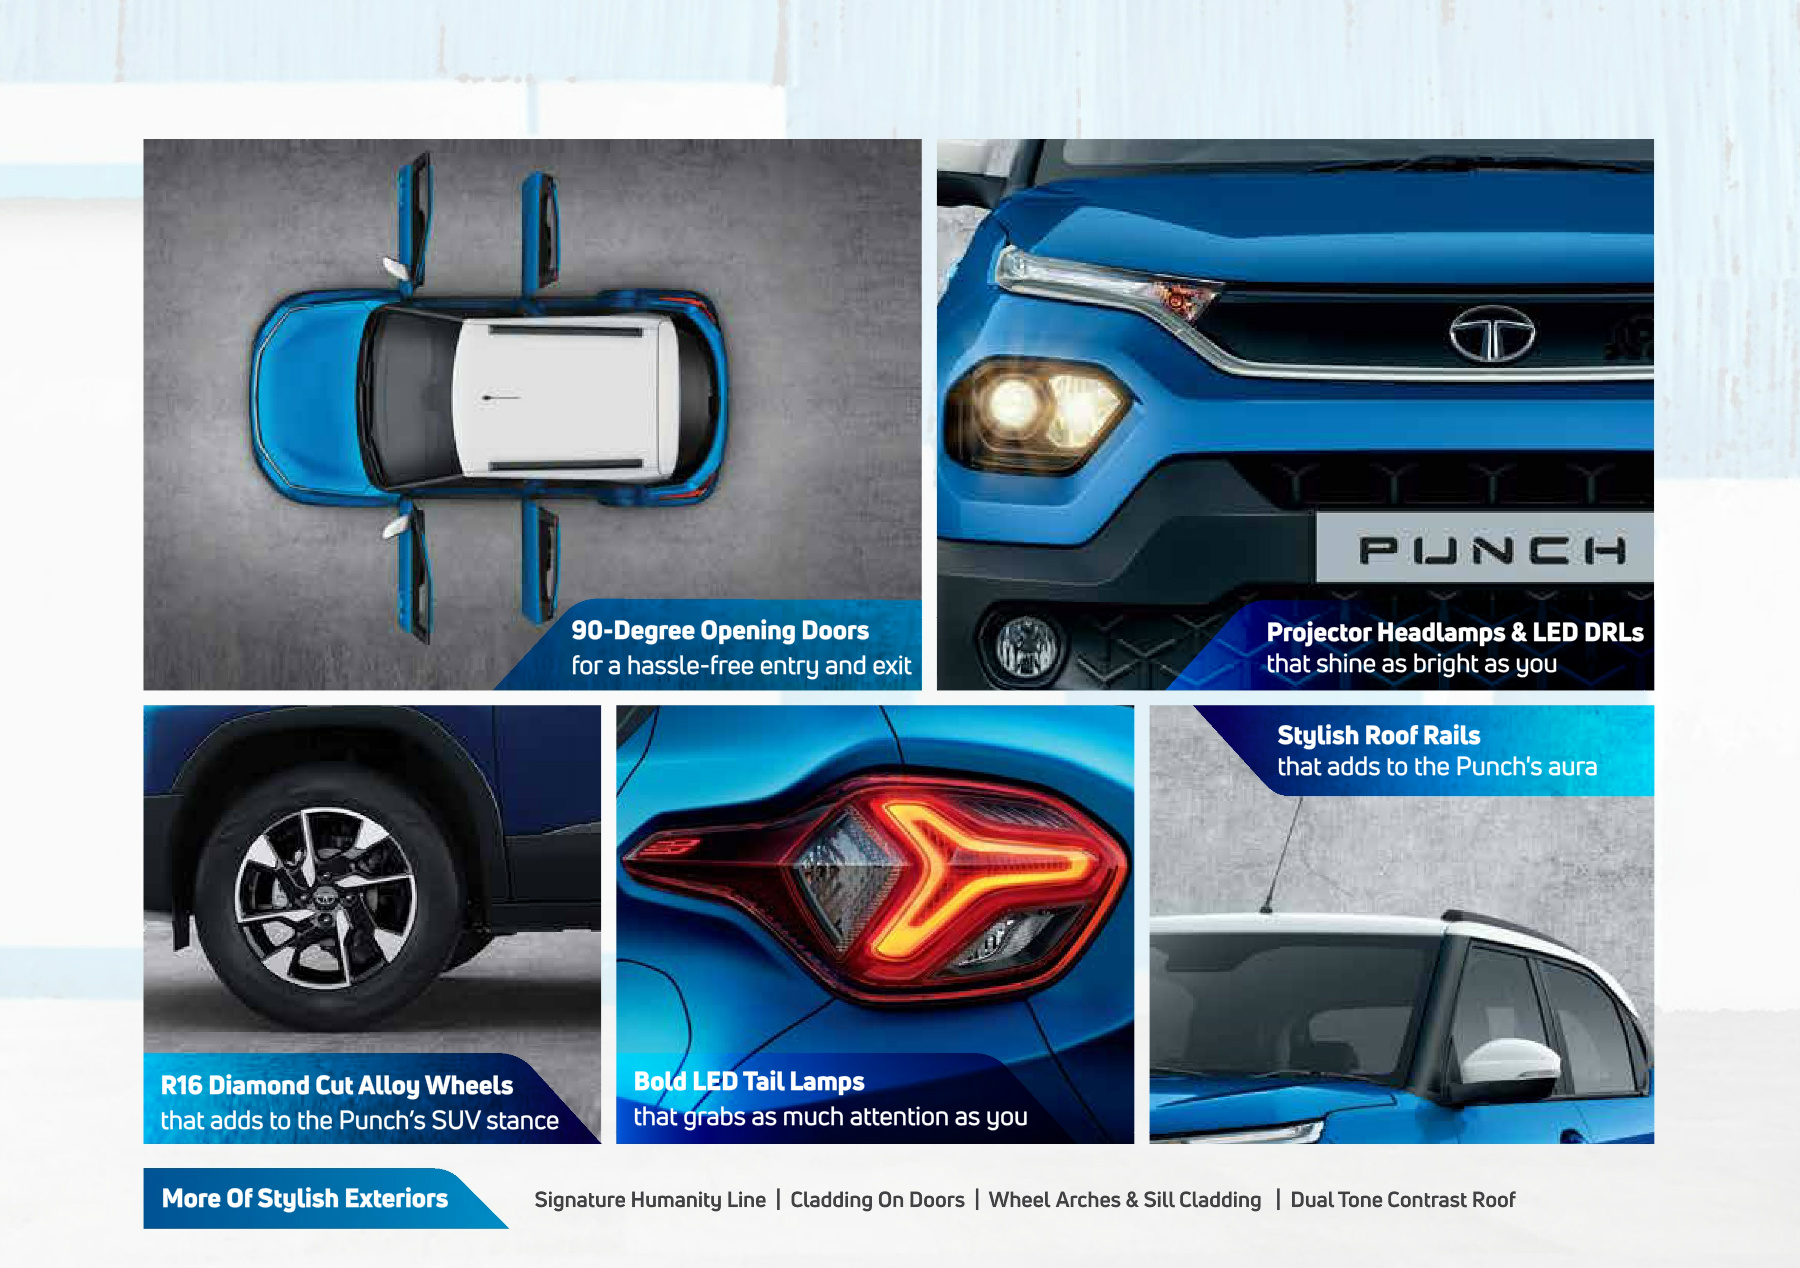 90-Degree Opening Doors
for a hassle-free entry and exit
PUNCH
Projector Headlamps & LED DRLs
that shine as bright as you
R16 Diamond Cut Alloy Wheels
that adds to the Punch’s SUV stance
Bold LED Tail Lamps
that grabs as much attention as you
Stylish Roof Rails
that adds to the Punch's aura
More Of Stylish Exteriors
Signature Humanity Line | Cladding On Doors | Wheel Arches & Sill Cladding | Dual Tone Contrast Roof